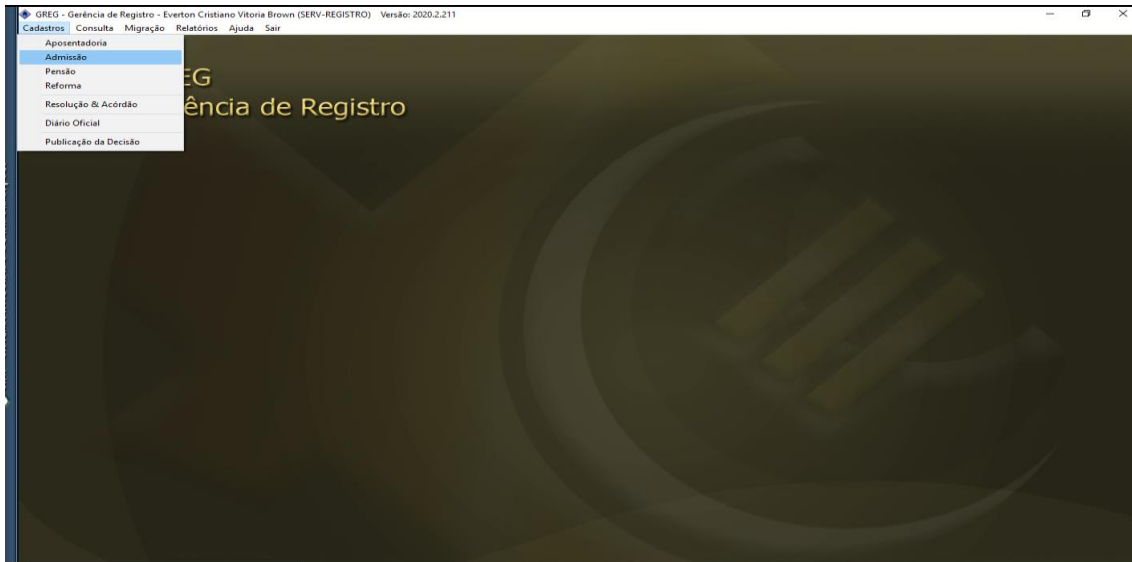 GREG - Gerência de Registro - Everton Cristiano Vitoria Brown (SERV-REGISTRO) Versão: 2020.2.211
Cadastros Consulta Migração Relatórios Ajuda Sair
Aposentadoria
Admissão
Pensão
Reforma
Resolução & Acórdão
Diário Oficial
Publicação da Decisão
EG
ência de Registro